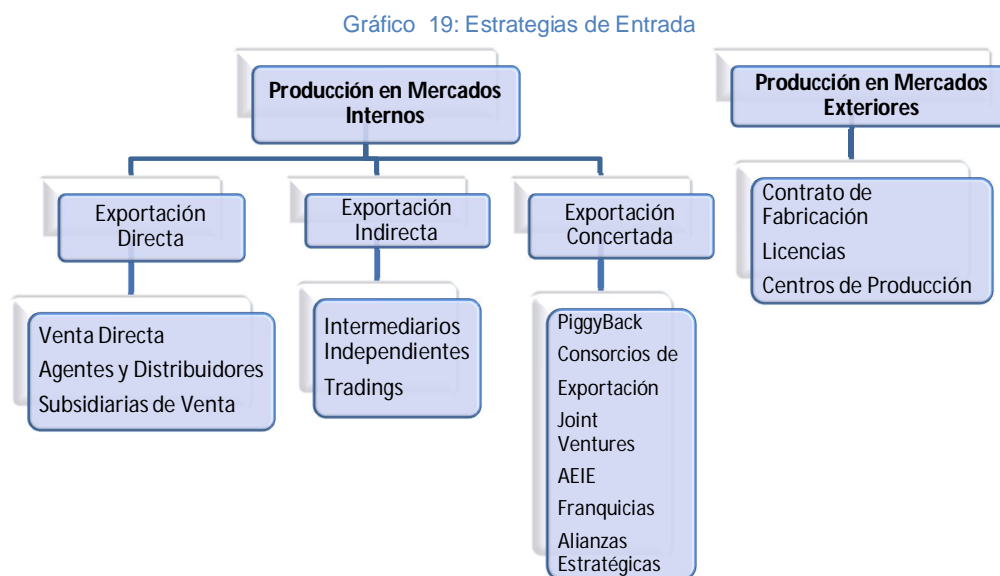 Gráfico 19: Estrategias de Entrada
Producción en Mercados
Internos
Producción en Mercados
Exteriores
Exportación
Directa
Exportación
Indirecta
Exportación
Concertada
Contrato de
Fabricación
Licencias
Centros de Producción
Venta Directa
Agentes y Distribuidores
Subsidiarias de Venta
Intermediarios
Independientes
Tradings
PiggyBack
Consorcios de
Exportación
Joint
Ventures
AEIE
Franquicias
Alianzas
Estratégicas